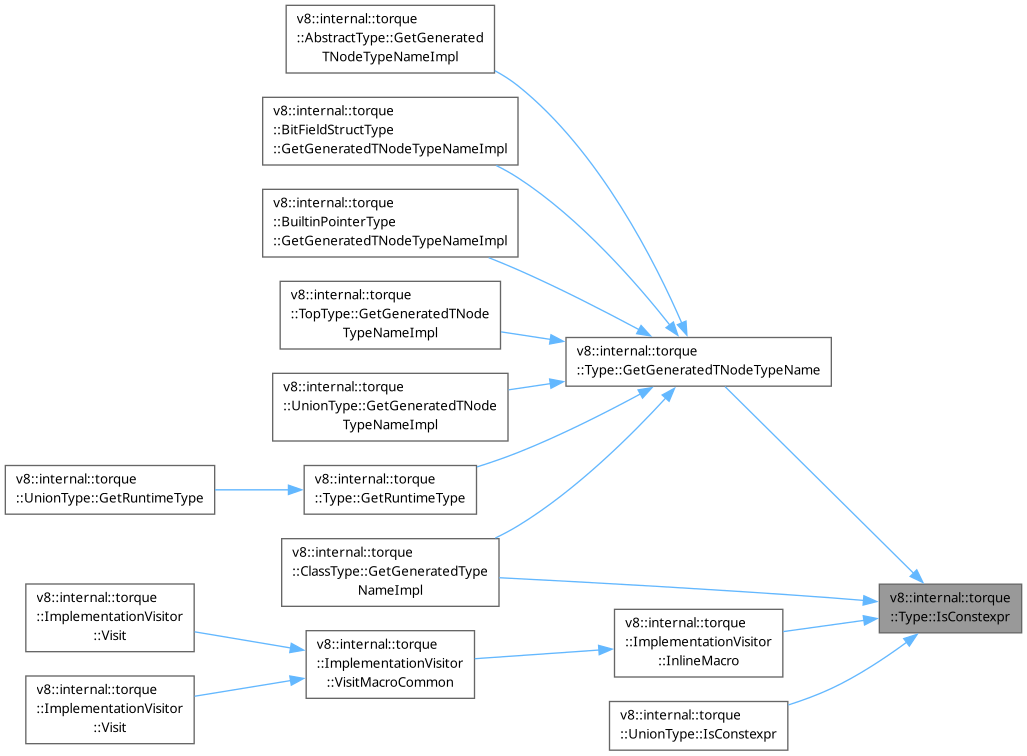 v8::internal::torque
::AbstractType::GetGenerated
TNodeTypeNameImpl
v8::internal::torque
::BitFieldStructType
::GetGeneratedTNodeTypeNameImpl
v8::internal::torque
::BuiltinPointerType
::GetGeneratedTNodeTypeNameImpl
v8::internal::torque
::TopType::GetGeneratedTNode
TypeNameImpl
v8::internal::torque
::Type::GetGeneratedTNodeTypeName
v8::internal::torque
::UnionType::GetGeneratedTNode
TypeNameImpl
v8::internal::torque
::UnionType::GetRuntimeType
v8::internal::torque
::Type::GetRuntimeType
v8::internal::torque
::ClassType::GetGeneratedType
NameImpl
v8::internal::torque
::Type::IsConstexpr
v8::internal::torque
::ImplementationVisitor
::Visit
v8::internal::torque
::ImplementationVisitor
::InlineMacro
v8::internal::torque
::ImplementationVisitor
::VisitMacroCommon
v8::internal::torque
::ImplementationVisitor
::Visit
v8::internal::torque
::UnionType::IsConstexpr